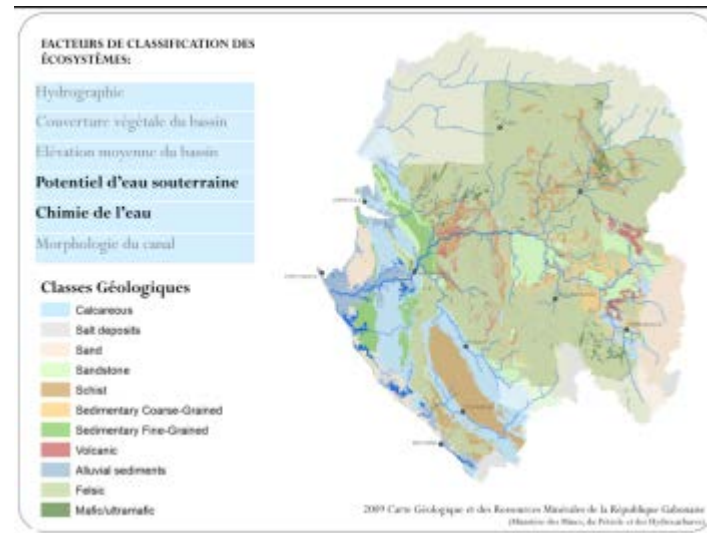 FACTEURS DE CLASSIFICATION DES
ÉCOSYSTÈMES:
Hydrographie
Couverture végétale du bassin
Elévation moyenne du bassin
Potentiel d'eau souterraine
Chimie de l'eau
Morphologie du canal
Classes Géologiques
Calcareous
Salt deposits
Sand
Sandstone
Schist
Sedimentary Coarse-Grained
Sedimentary Fine-Grained
Volcanic
Alluvial sediments
Felsic
Mafic/ultramafic
2009 Carte Géologique et des Ressources Minérales de la République Gabonaise
(Ministère des Mines, du Pétrole et des Hydrocarbures)